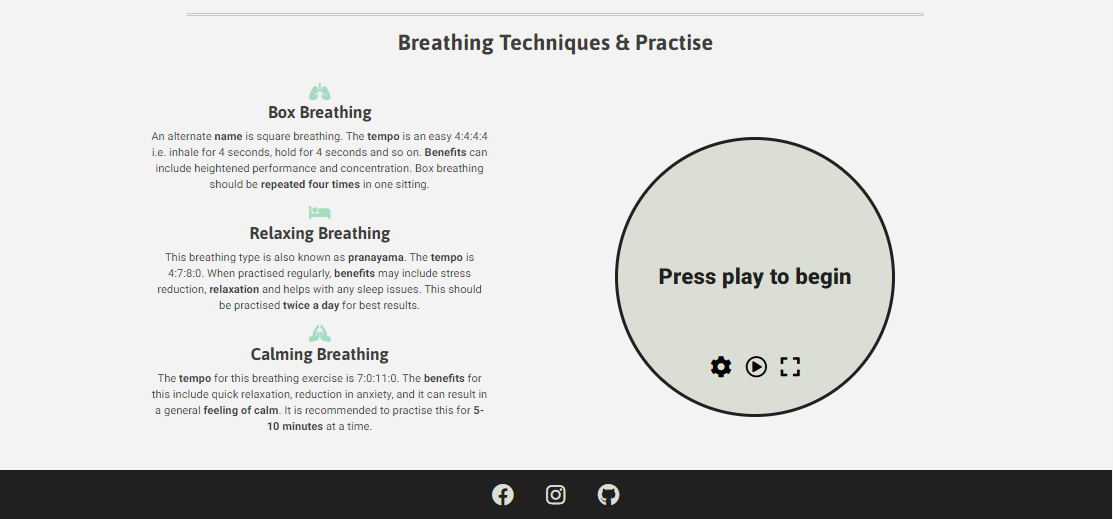 Breathing Techniques & Practise
Box Breathing
An alternate name is square breathing. The tempo is an easy 4:4:4:4
i.e. inhale for 4 seconds, hold for 4 seconds and so on. Benefits can
include heightened performance and concentration. Box breathing
should be repeated four times in one sitting.
Relaxing Breathing
This breathing type is also known as pranayama. The tempo is
4:7:8:0. When practised regularly, benefits may include stress
reduction, relaxation and helps with any sleep issues. This should
be practised twice a day for best results.
Calming Breathing
The tempo for this breathing exercise is 7:0:11:0. The benefits for
this include quick relaxation, reduction in anxiety, and it can result in
a general feeling of calm. It is recommended to practise this for 5-
10 minutes at a time.
Press play to begin